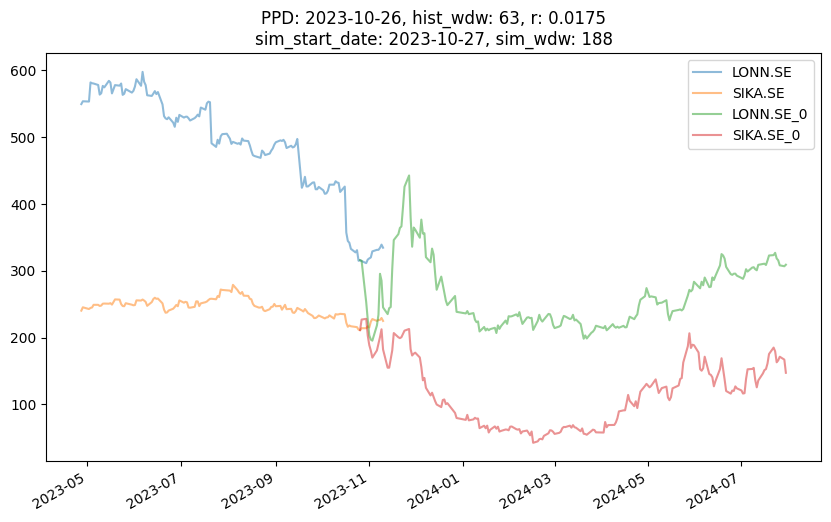 PPD: 2023-10-26, hist_wdw: 63, r: 0.0175
sim_start_date: 2023-10-27, sim_wdw: 188
LONN.SE
SIKA.SE
LONN.SE_0
SIKA.SE_0
600
500
400
300
200
100
2023-05
2023-07
2023-09
2023-11
2024-01
2024-03
2024-05
2024-07